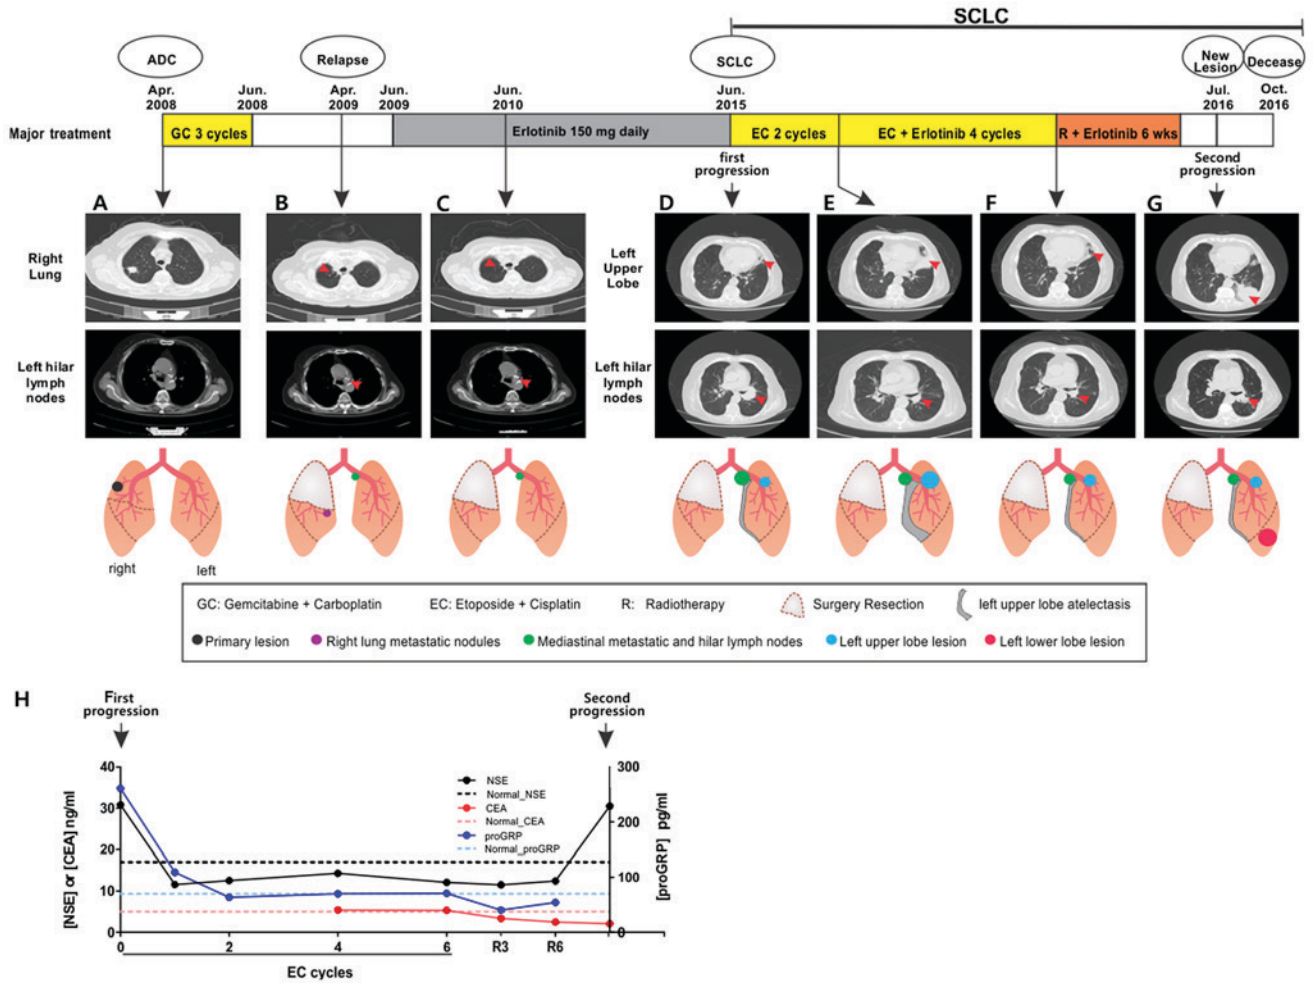 SCLC
ADC
Relapse
SCLC
New
Lesion
Decease
Apr.
2008
Jun.
2008
Apr.
2009
Jun.
2009
Jun.
2010
Jun.
2015
Jul.
2016
Oct.
2016
Major treatment
GC 3 cycles
Erlotinib 150 mg daily
EC 2 cycles
EC + Erlotinib 4 cycles
R + Erlotinib 6 wks
first
progression
Second
progression
A
B
C
D
E
F
G
Right
Lung
Left
Upper
Lobe
Left hilar
lymph
nodes
Left hilar
lymph
nodes
right
left
GC: Gemcitabine + Carboplatin
EC: Etoposide + Cisplatin
R: Radiotherapy
Surgery Resection
left upper lobe atelectasis
Primary lesion
Right lung metastatic nodules
Mediastinal metastatic and hilar lymph nodes
Left upper lobe lesion
Left lower lobe lesion
H
First
progression
Second
progression
[NSE] or [CEA] ng/ml
40
30
20
10
0
NSE
Normal_NSE
CEA
Normal_CEA
proGRP
Normal_proGRP
300
200
100
0
[proGRP] pg/ml
0
2
4
6
R3
R6
EC cycles